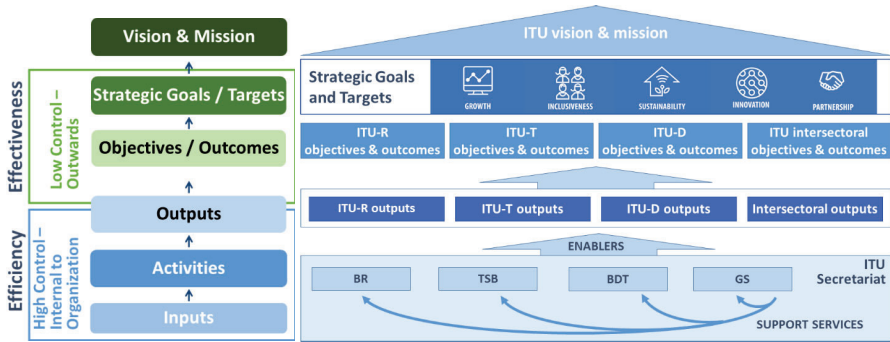 Effectiveness
Low Control –
Outwards
Efficiency
High Control –
Internal to
Organization
Vision & Mission
Strategic Goals / Targets
Objectives / Outcomes
Outputs
Activities
Inputs
ITU vision & mission
Strategic Goals
and Targets
GROWTH
INCLUSIVENESS
SUSTAINABILITY
INNOVATION
PARTNERSHIP
ITU-R
objectives & outcomes
ITU-T
objectives & outcomes
ITU-D
objectives & outcomes
ITU intersectoral
objectives & outcomes
ITU-R outputs
ITU-T outputs
ITU-D outputs
Intersectoral outputs
ENABLERS
ITU
Secretariat
BR
TSB
BDT
GS
SUPPORT SERVICES